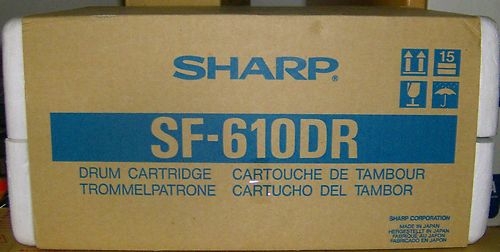 SHARP®
15
SF-610DR
DRUM CARTRIDGE CARTOUCHE DE TAMBOUR
TROMMELPATRONE CARTUCHO DEL TAMBOR
SHARP CORPORATION
MADE IN JAPAN
HERGESTELLT IN JAPAN
FABRIQUE AU JAPON
FABRICADO EN JAPON